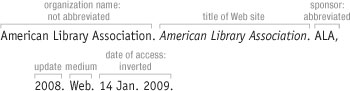 organization name:
not abbreviated
title of Web site
sponsor:
abbreviated
American Library Association. American Library Association. ALA,
update medium
date of access:
inverted
2008. Web. 14 Jan. 2009.